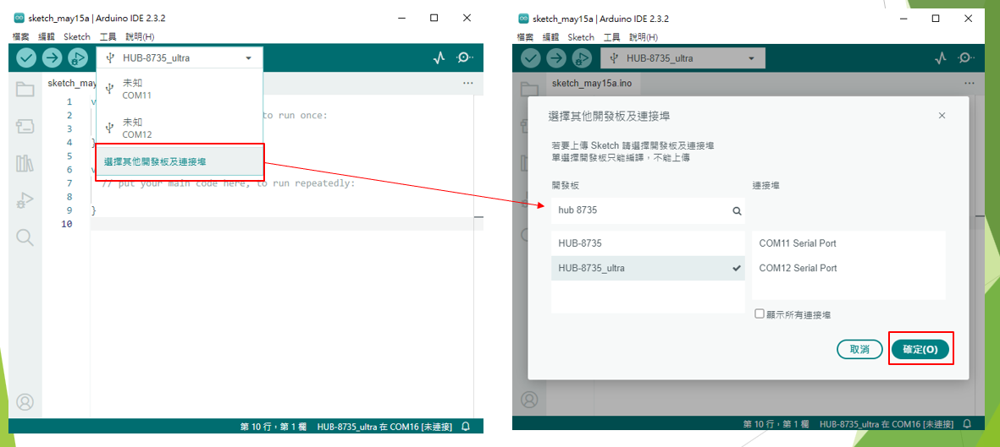 sketch_may15a | Arduino IDE 2.3.2
檔案 編輯 Sketch 工具 說明(H)
HUB-8735_ultra
sketch_may
未知
COM11
未知
COM12
選擇其他開發板及連接埠
1 v
2 to run once:
3
4 }
5
6 v
7 // put your main code here, to run repeatedly:
8
9 }
10
第 10 行，第 1 欄 HUB-8735_ultra 在 COM16 [未連接]
sketch_may15a | Arduino IDE 2.3.2
檔案 編輯 Sketch 工具 說明(H)
HUB-8735_ultra
sketch_may15a.ino
選擇其他開發板及連接埠
若要上傳 Sketch 請選擇開發板及連接埠
單選擇開發板只能編譯，不能上傳
開發板
hub 8735
HUB-8735
HUB-8735_ultra
連接埠
COM11 Serial Port
COM12 Serial Port
顯示所有連接埠
取消
確定(O)
第 10 行，第 1 欄 HUB-8735_ultra 在 COM16 [未連接]